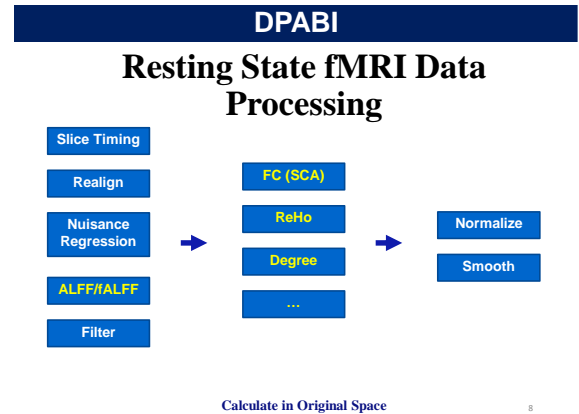 DPABI
Resting State fMRI Data
Processing
Slice Timing
Realign
Nuisance
Regression
ALFF/fALFF
Filter
FC (SCA)
ReHo
Degree
…
Normalize
Smooth
Calculate in Original Space
8